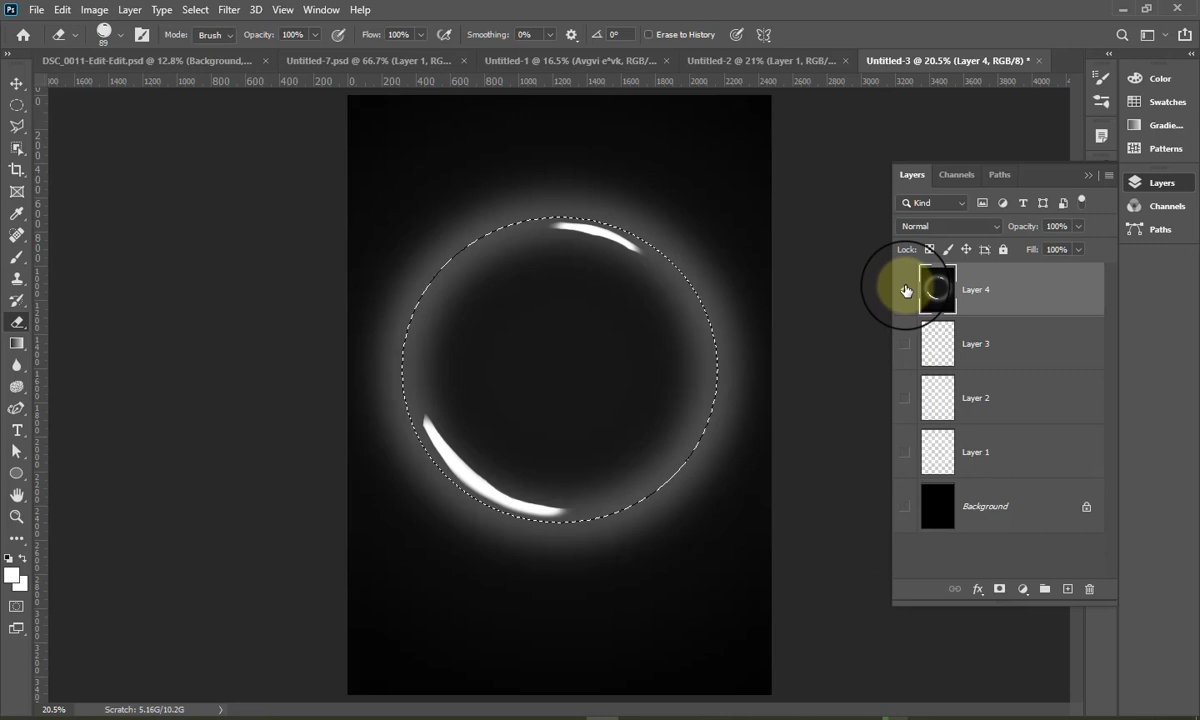 Ps File Edit Image Layer Type Select Filter 3D View Window Help
89 Mode: Brush Opacity: 100% Flow: 100% Smoothing: 0% 0° Erase to History
DSC_0011-Edit-Edit.psd @ 12.8% (Background,... × Untitled-7.psd @ 66.7% (Layer 1, RG... × Untitled-1 @ 16.5% (Avgvi e^vk, RGB/... × Untitled-2 @ 21% (Layer 1, RGB/... × Untitled-3 @ 20.5% (Layer 4, RGB/8) * ×
Color
Swatches
Gradie...
Patterns
Layers
Channels
Paths
Layers Channels Paths
Kind
Normal Opacity: 100%
Lock: Fill: 100%
Layer 4
Layer 3
Layer 2
Layer 1
Background
fx
20.5% Scratch: 5.16G/10.2G